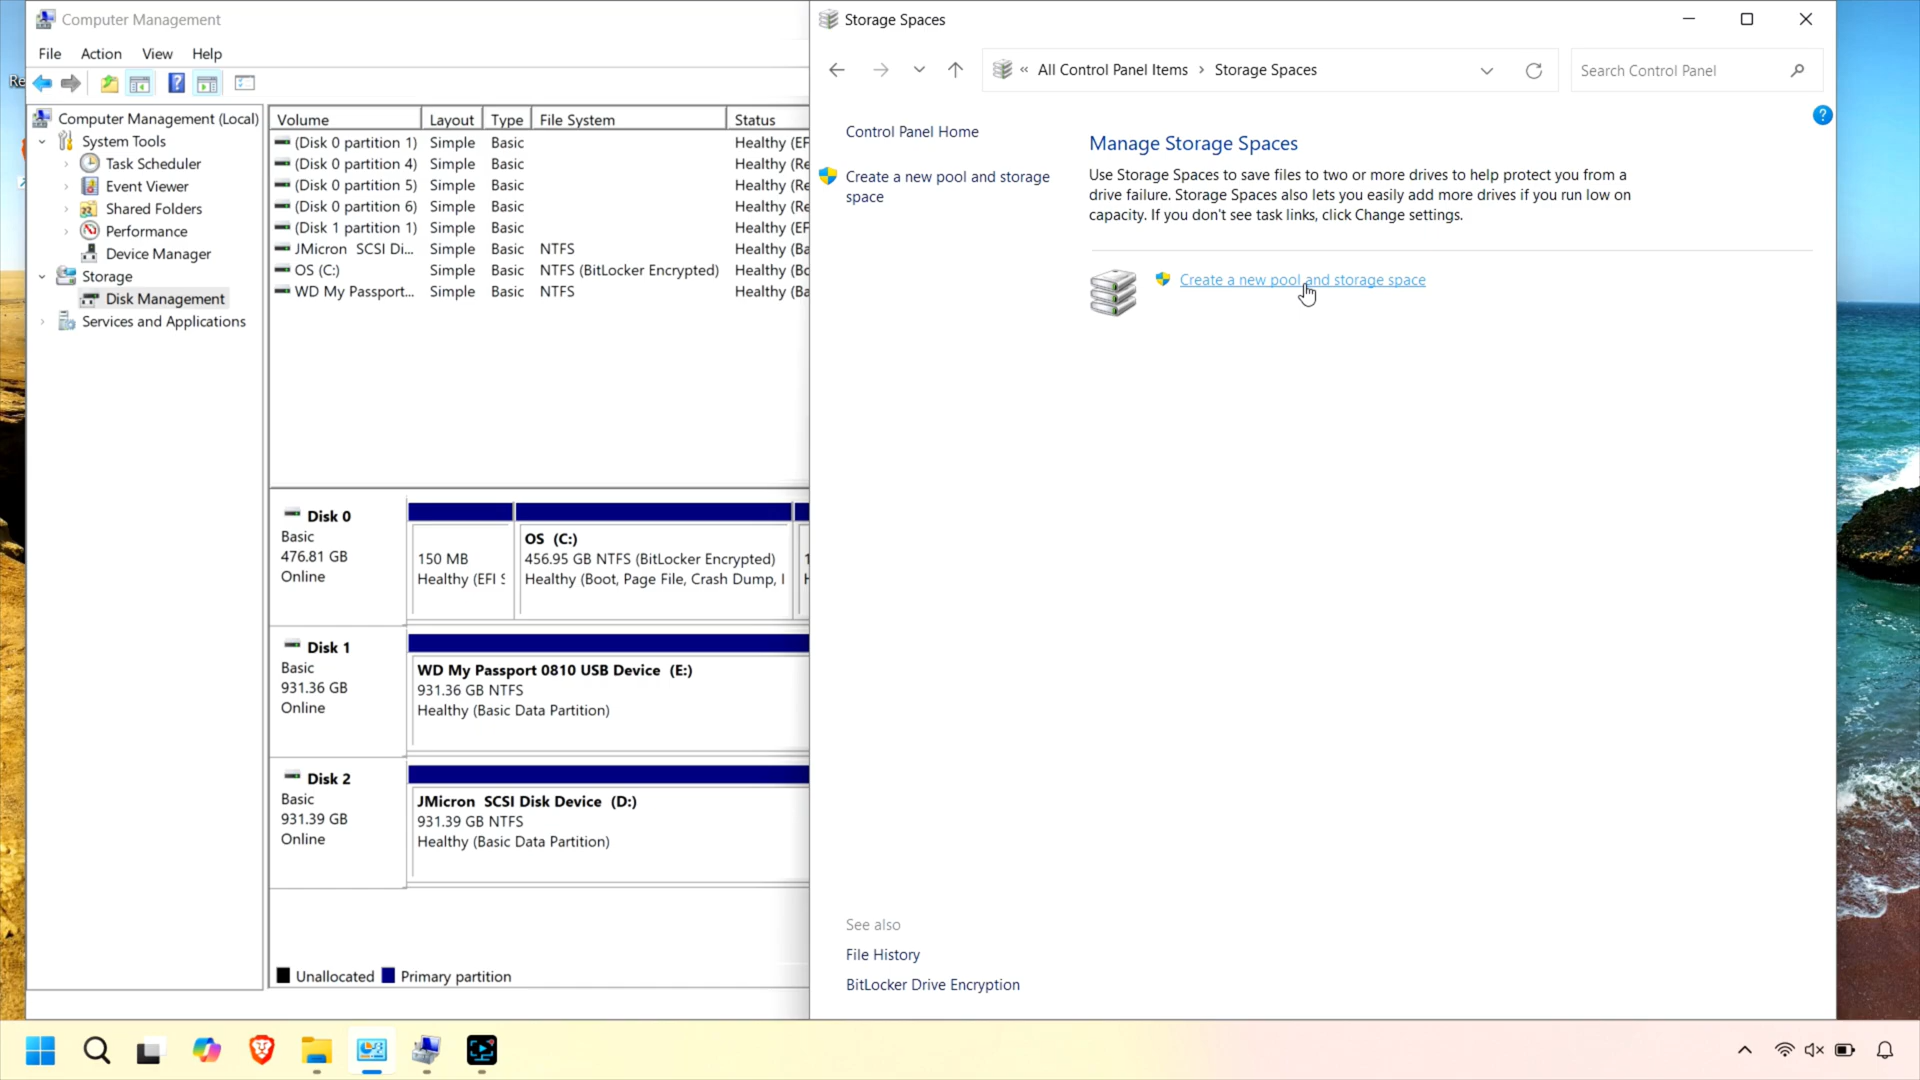 Computer Management
File Action View Help
Re
Computer Management (Local)
System Tools
Task Scheduler
Event Viewer
Shared Folders
Performance
Device Manager
Storage
Disk Management
Services and Applications
Volume Layout Type File System Status
(Disk 0 partition 1) Simple Basic Healthy (EF
(Disk 0 partition 4) Simple Basic Healthy (Re
(Disk 0 partition 5) Simple Basic Healthy (Re
(Disk 0 partition 6) Simple Basic Healthy (Re
(Disk 1 partition 1) Simple Basic Healthy (EF
JMicron SCSI Di... Simple Basic NTFS Healthy (Ba
OS (C:) Simple Basic NTFS (BitLocker Encrypted) Healthy (Bo
WD My Passport... Simple Basic NTFS Healthy (Ba
Disk 0
Basic
476.81 GB
Online
150 MB
Healthy (EFI S
OS (C:)
456.95 GB NTFS (BitLocker Encrypted)
Healthy (Boot, Page File, Crash Dump, I
1
H
Disk 1
Basic
931.36 GB
Online
WD My Passport 0810 USB Device (E:)
931.36 GB NTFS
Healthy (Basic Data Partition)
Disk 2
Basic
931.39 GB
Online
JMicron SCSI Disk Device (D:)
931.39 GB NTFS
Healthy (Basic Data Partition)
Unallocated Primary partition
Storage Spaces
« All Control Panel Items › Storage Spaces
Search Control Panel
?
Control Panel Home
Create a new pool and storage
space
Manage Storage Spaces
Use Storage Spaces to save files to two or more drives to help protect you from a
drive failure. Storage Spaces also lets you easily add more drives if you run low on
capacity. If you don't see task links, click Change settings.
Create a new pool and storage space
See also
File History
BitLocker Drive Encryption